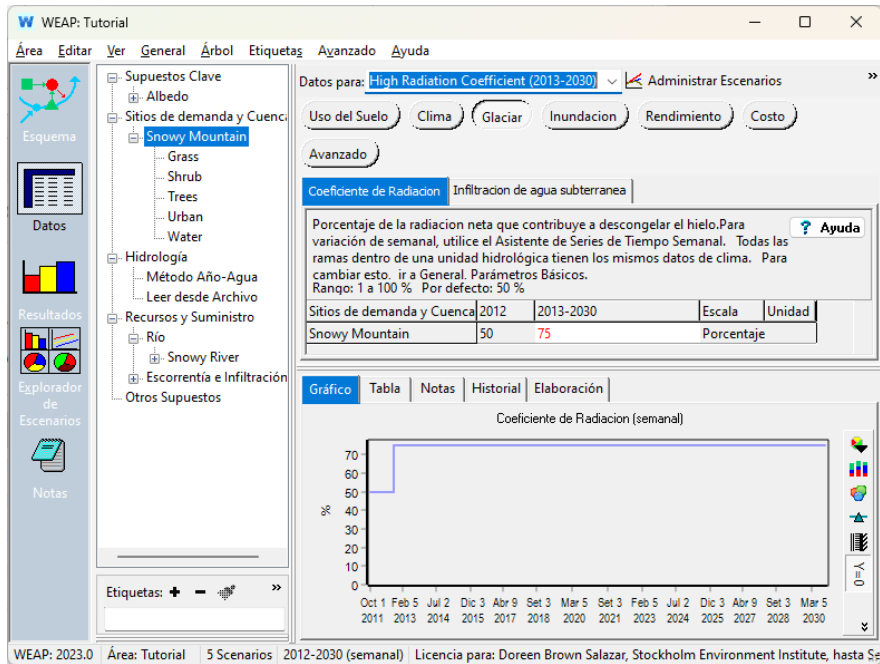 WEAP: Tutorial
Área Editar Ver General Árbol Etiquetas Avanzado Ayuda
Esquema
Datos
Resultados
Explorador
de
Escenarios
Notas
Supuestos Clave
Albedo
Sitios de demanda y Cuenc
Snowy Mountain
Grass
Shrub
Trees
Urban
Water
Hidrología
Método Año-Agua
Leer desde Archivo
Recursos y Suministro
Río
Snowy River
Escorrentía e Infiltración
Otros Supuestos
Etiquetas:
Datos para: High Radiation Coefficient (2013-2030) Administrar Escenarios
Uso del Suelo Clima Glaciar Inundacion Rendimiento Costo
Avanzado
Coeficiente de Radiacion Infiltracion de agua subterranea
Porcentaje de la radiacion neta que contribuye a descongelar el hielo.Para
variación de semanal, utilice el Asistente de Series de Tiempo Semanal. Todas las
ramas dentro de una unidad hidrológica tienen los mismos datos de clima. Para
cambiar esto. ir a General. Parámetros Básicos.
Rango: 1 a 100 % Por defecto: 50 %
? Ayuda
Sitios de demanda y Cuenca 2012 2013-2030 Escala Unidad
Snowy Mountain 50 75 Porcentaje
Gráfico Tabla Notas Historial Elaboración
Coeficiente de Radiacion (semanal)
%
70
60
50
40
30
20
10
0
Oct 1 Feb 5 Jul 2 Dic 3 Abr 9 Set 3 Mar 5 Set 3 Feb 5 Jul 2 Dic 3 Abr 9 Set 3 Mar 5
2011 2013 2014 2015 2017 2018 2020 2021 2023 2024 2025 2027 2028 2030
Y=0
WEAP: 2023.0 Área: Tutorial 5 Scenarios 2012-2030 (semanal) Licencia para: Doreen Brown Salazar, Stockholm Environment Institute, hasta Se